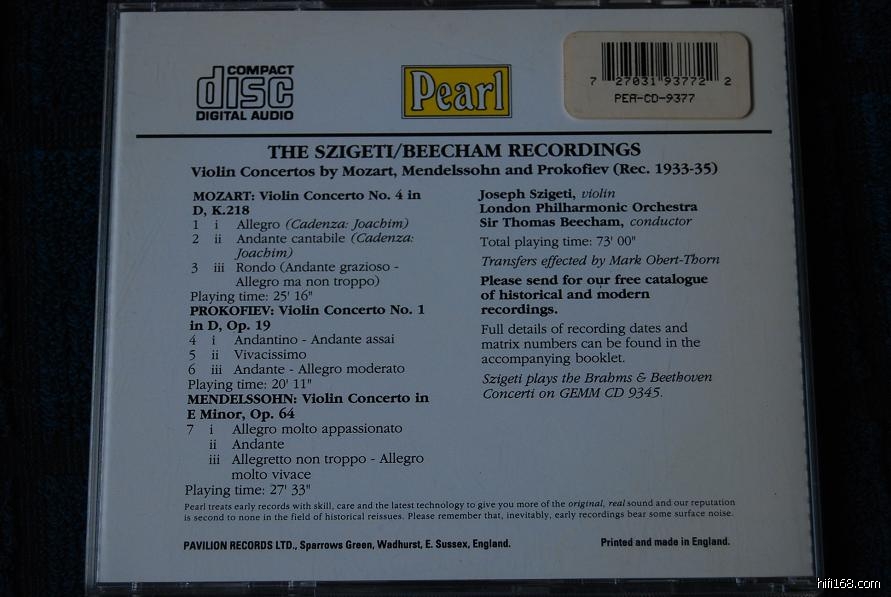 COMPACT
disc
DIGITAL AUDIO
Pearl
7 27031 93772 2
PEA-CD-9377
THE SZIGETI/BEECHAM RECORDINGS
Violin Concertos by Mozart, Mendelssohn and Prokofiev (Rec. 1933-35)
MOZART: Violin Concerto No. 4 in
D, K.218
1 i Allegro (Cadenza: Joachim)
2 ii Andante cantabile (Cadenza:
Joachim)
3 iii Rondo (Andante grazioso -
Allegro ma non troppo)
Playing time: 25' 16"
PROKOFIEV: Violin Concerto No. 1
in D, Op. 19
4 i Andantino - Andante assai
5 ii Vivacissimo
6 iii Andante - Allegro moderato
Playing time: 20' 11"
MENDELSSOHN: Violin Concerto in
E Minor, Op. 64
7 i Allegro molto appassionato
ii Andante
iii Allegretto non troppo - Allegro
molto vivace
Playing time: 27' 33"
Joseph Szigeti, violin
London Philharmonic Orchestra
Sir Thomas Beecham, conductor
Total playing time: 73' 00"
Transfers effected by Mark Obert-Thorn
Please send for our free catalogue
of historical and modern
recordings.
Full details of recording dates and
matrix numbers can be found in the
accompanying booklet.
Szigeti plays the Brahms & Beethoven
Concerti on GEMM CD 9345.
Pearl treats early records with skill, care and the latest technology to give you more of the original, real sound and our reputation
is second to none in the field of historical reissues. Please remember that, inevitably, early recordings bear some surface noise.
PAVILION RECORDS LTD., Sparrows Green, Wadhurst, E. Sussex, England.
Printed and made in England.
hifi168.com